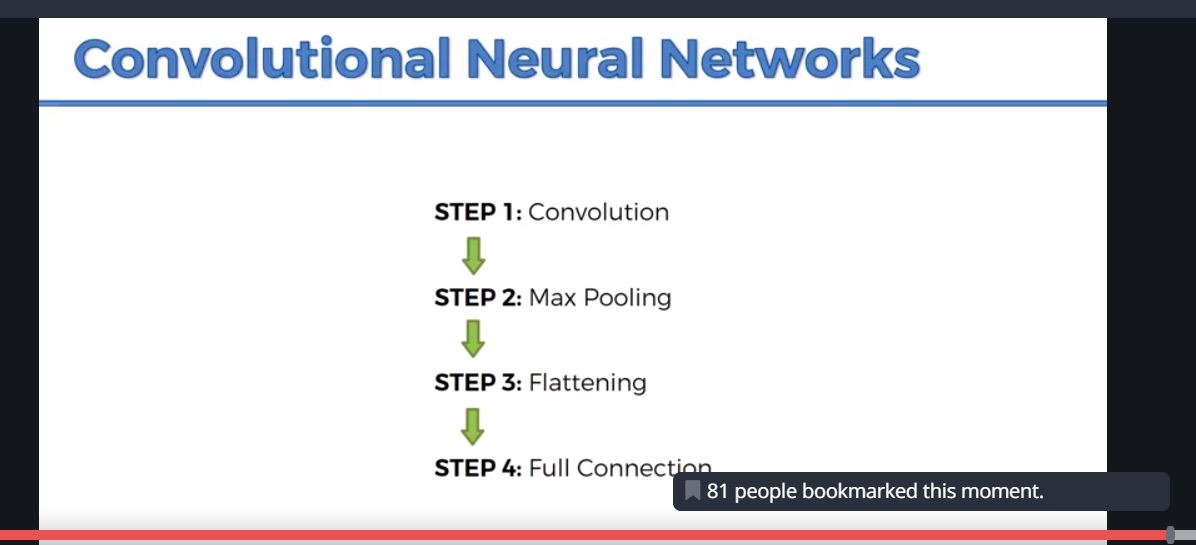 Convolutional Neural Networks
STEP 1: Convolution
STEP 2: Max Pooling
STEP 3: Flattening
STEP 4: Full Connection
81 people bookmarked this moment.